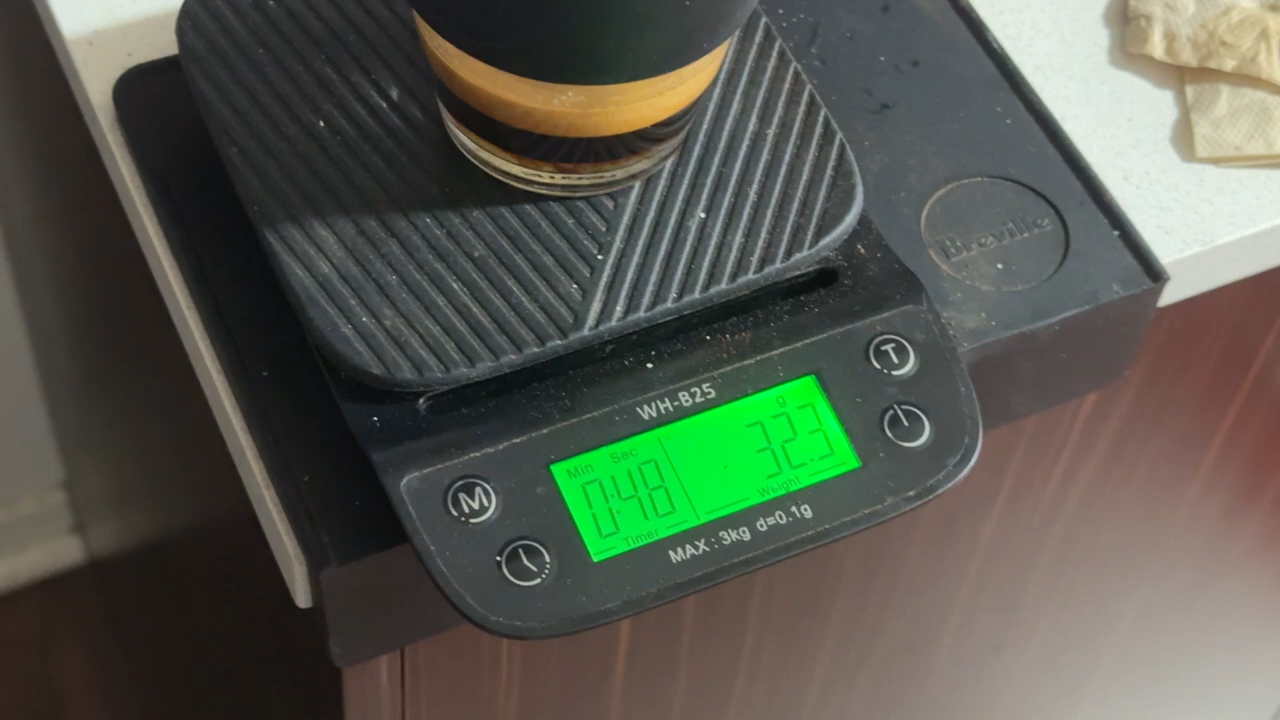 Breville
WH-B25
Min Sec
g
0:48
32.3
Timer
Weight
MAX : 3kg d=0.1g
M
T